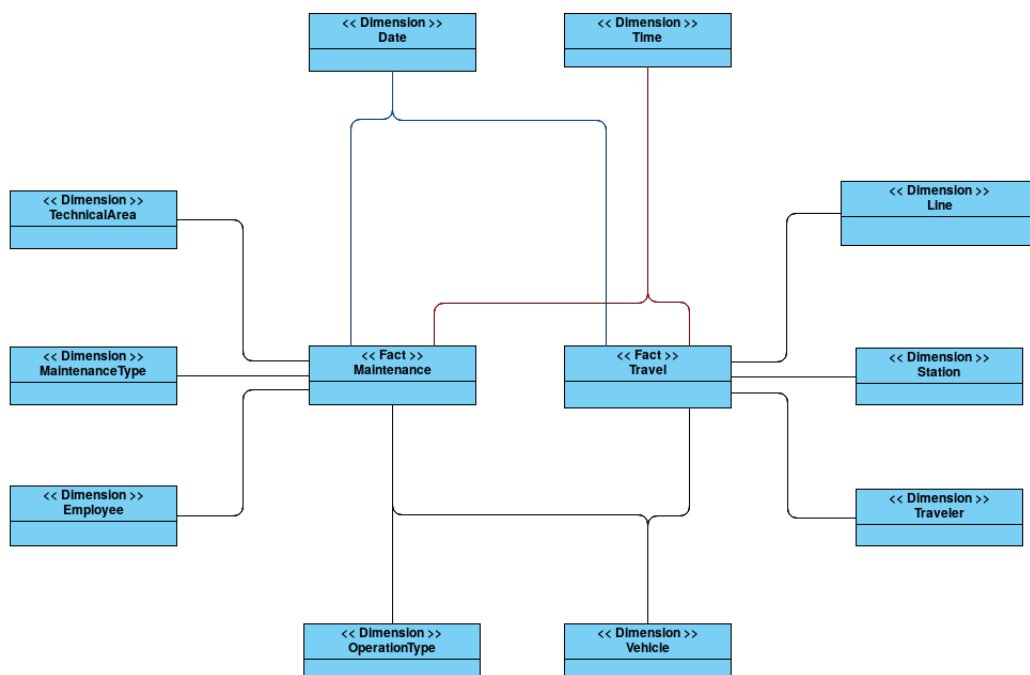 << Dimension >>
Date
<< Dimension >>
Time
<< Dimension >>
TechnicalArea
<< Dimension >>
Line
<< Dimension >>
MaintenanceType
<< Fact >>
Maintenance
<< Fact >>
Travel
<< Dimension >>
Station
<< Dimension >>
Employee
<< Dimension >>
Traveler
<< Dimension >>
OperationType
<< Dimension >>
Vehicle